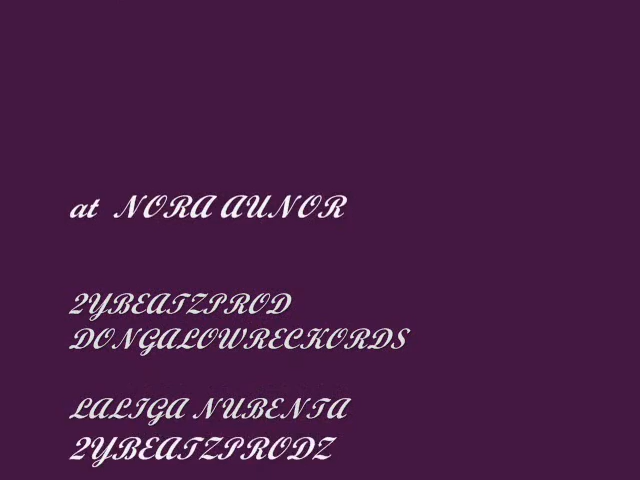 at NORA AUNOR
2YBEATZPROD
DONGALOWRECKORDS
LALIGA NUBENTA
2YBEATZPRODZ